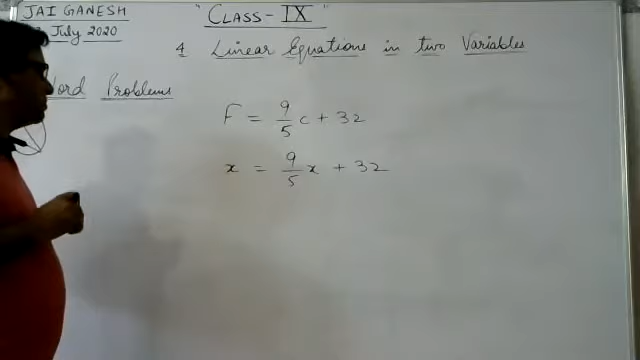 JAI GANESH
" CLASS - IX "
July 2020
4 Linear Equations in two Variables
ord Problems
F = 9/5 c + 32
x = 9/5 x + 32